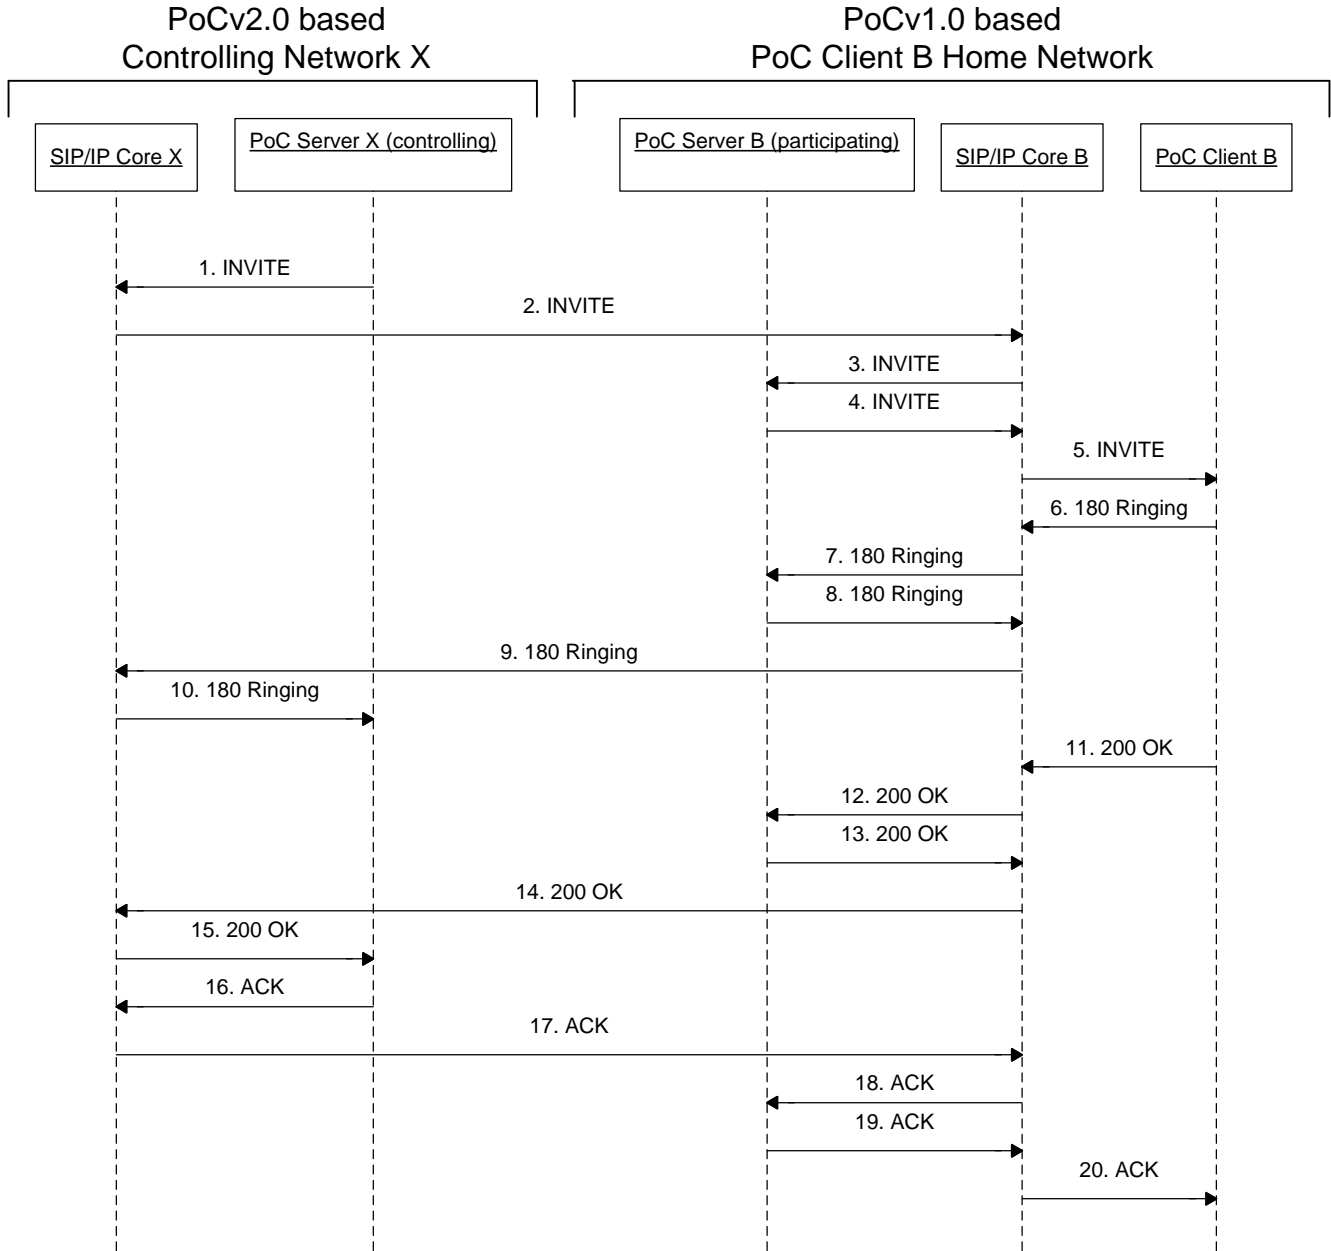 PoCv2.0 based
Controlling Network X
PoCv1.0 based
PoC Client B Home Network
SIP/IP Core X
PoC Server X (controlling)
PoC Server B (participating)
SIP/IP Core B
PoC Client B
1. INVITE
2. INVITE
3. INVITE
4. INVITE
5. INVITE
6. 180 Ringing
7. 180 Ringing
8. 180 Ringing
9. 180 Ringing
10. 180 Ringing
11. 200 OK
12. 200 OK
13. 200 OK
14. 200 OK
15. 200 OK
16. ACK
17. ACK
18. ACK
19. ACK
20. ACK